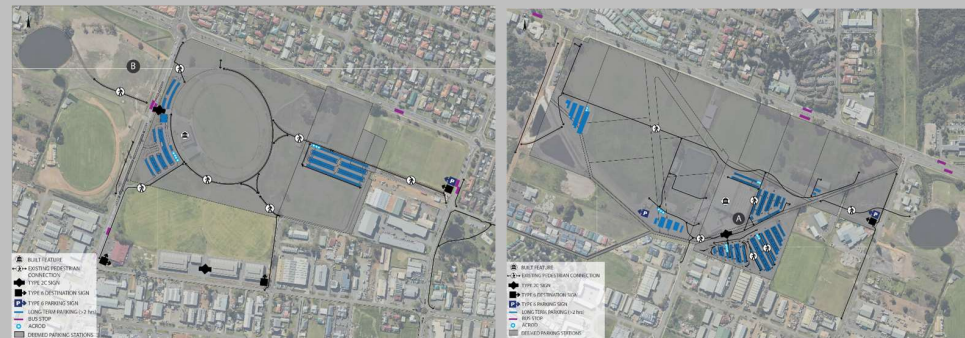 B
P
BUILT FEATURE
EXISTING PEDESTRIAN
CONNECTION
TYPE 2C SIGN
TYPE 6 DESTINATION SIGN
P TYPE 6 PARKING SIGN
LONG TERM PARKING (>2 hrs)
BUS STOP
ACROD
DEEMED PARKING STATIONS
A
P
P
BUILT FEATURE
EXISTING PEDESTRIAN CONNECTION
TYPE 2C SIGN
TYPE 6 DESTINATION SIGN
P TYPE 6 PARKING SIGN
LONG TERM PARKING (>2 hrs)
BUS STOP
ACROD
DEEMED PARKING STATIONS